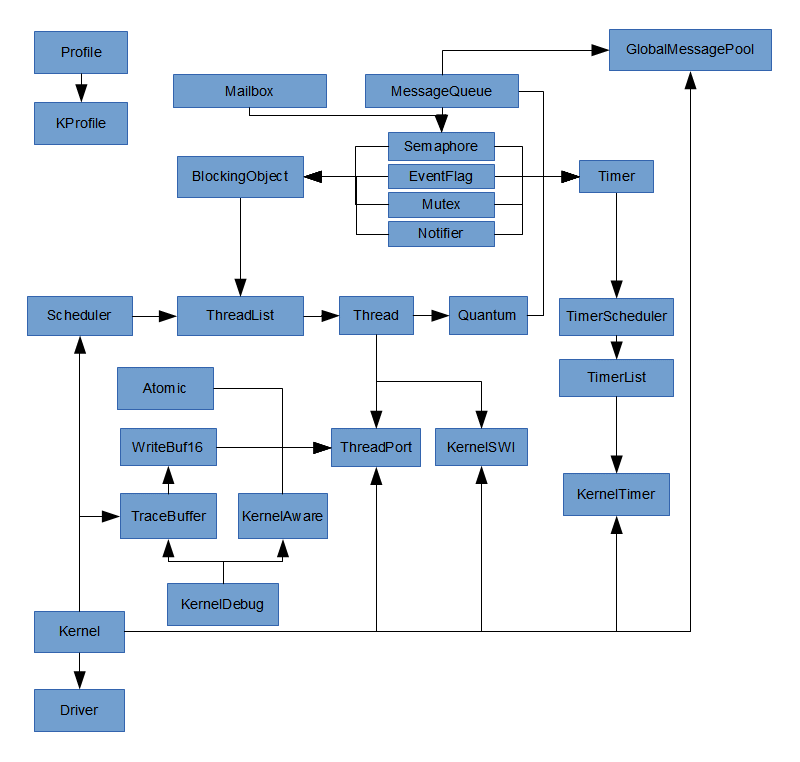 Profile
GlobalMessagePool
Mailbox
MessageQueue
KProfile
Semaphore
BlockingObject
EventFlag
Timer
Mutex
Notifier
Scheduler
ThreadList
Thread
Quantum
TimerScheduler
TimerList
Atomic
WriteBuf16
ThreadPort
KernelSWI
KernelTimer
TraceBuffer
KernelAware
KernelDebug
Kernel
Driver